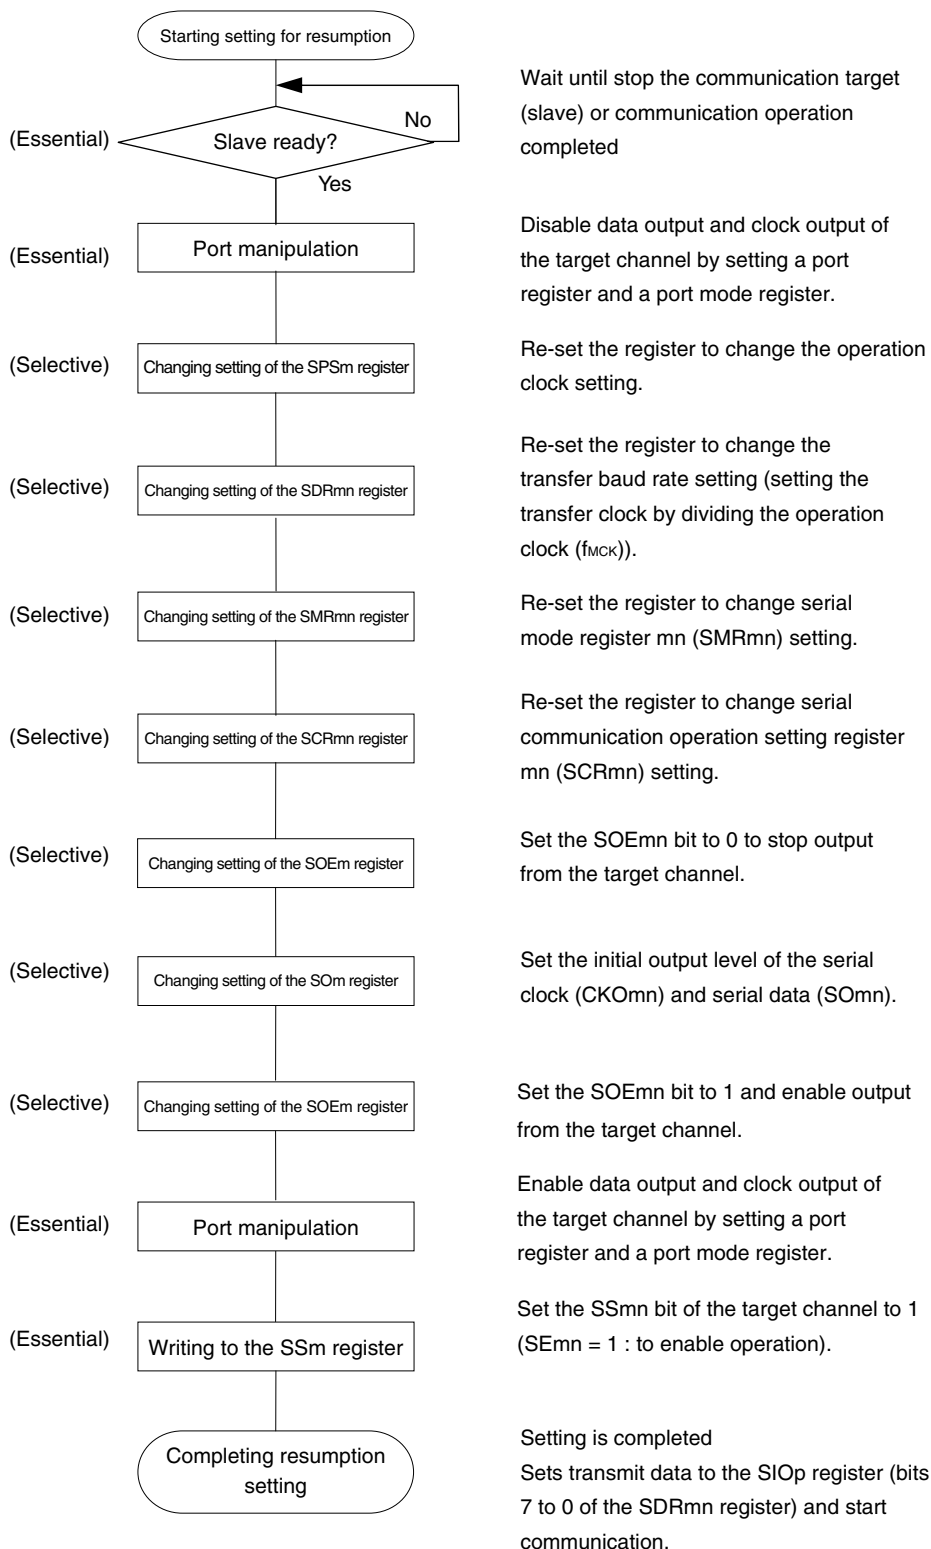 Starting setting for resumption
Wait until stop the communication target
(slave) or communication operation
completed
(Essential)
Slave ready?
No
Yes
(Essential)
Port manipulation
Disable data output and clock output of
the target channel by setting a port
register and a port mode register.
(Selective)
Changing setting of the SPSm register
Re-set the register to change the operation
clock setting.
(Selective)
Changing setting of the SDRmn register
Re-set the register to change the
transfer baud rate setting (setting the
transfer clock by dividing the operation
clock (fMCK)).
(Selective)
Changing setting of the SMRmn register
Re-set the register to change serial
mode register mn (SMRmn) setting.
(Selective)
Changing setting of the SCRmn register
Re-set the register to change serial
communication operation setting register
mn (SCRmn) setting.
(Selective)
Changing setting of the SOEm register
Set the SOEmn bit to 0 to stop output
from the target channel.
(Selective)
Changing setting of the SOm register
Set the initial output level of the serial
clock (CKOmn) and serial data (SOmn).
(Selective)
Changing setting of the SOEm register
Set the SOEmn bit to 1 and enable output
from the target channel.
(Essential)
Port manipulation
Enable data output and clock output of
the target channel by setting a port
register and a port mode register.
(Essential)
Writing to the SSm register
Set the SSmn bit of the target channel to 1
(SEmn = 1 : to enable operation).
Completing resumption
setting
Setting is completed
Sets transmit data to the SIOp register (bits
7 to 0 of the SDRmn register) and start
communication.